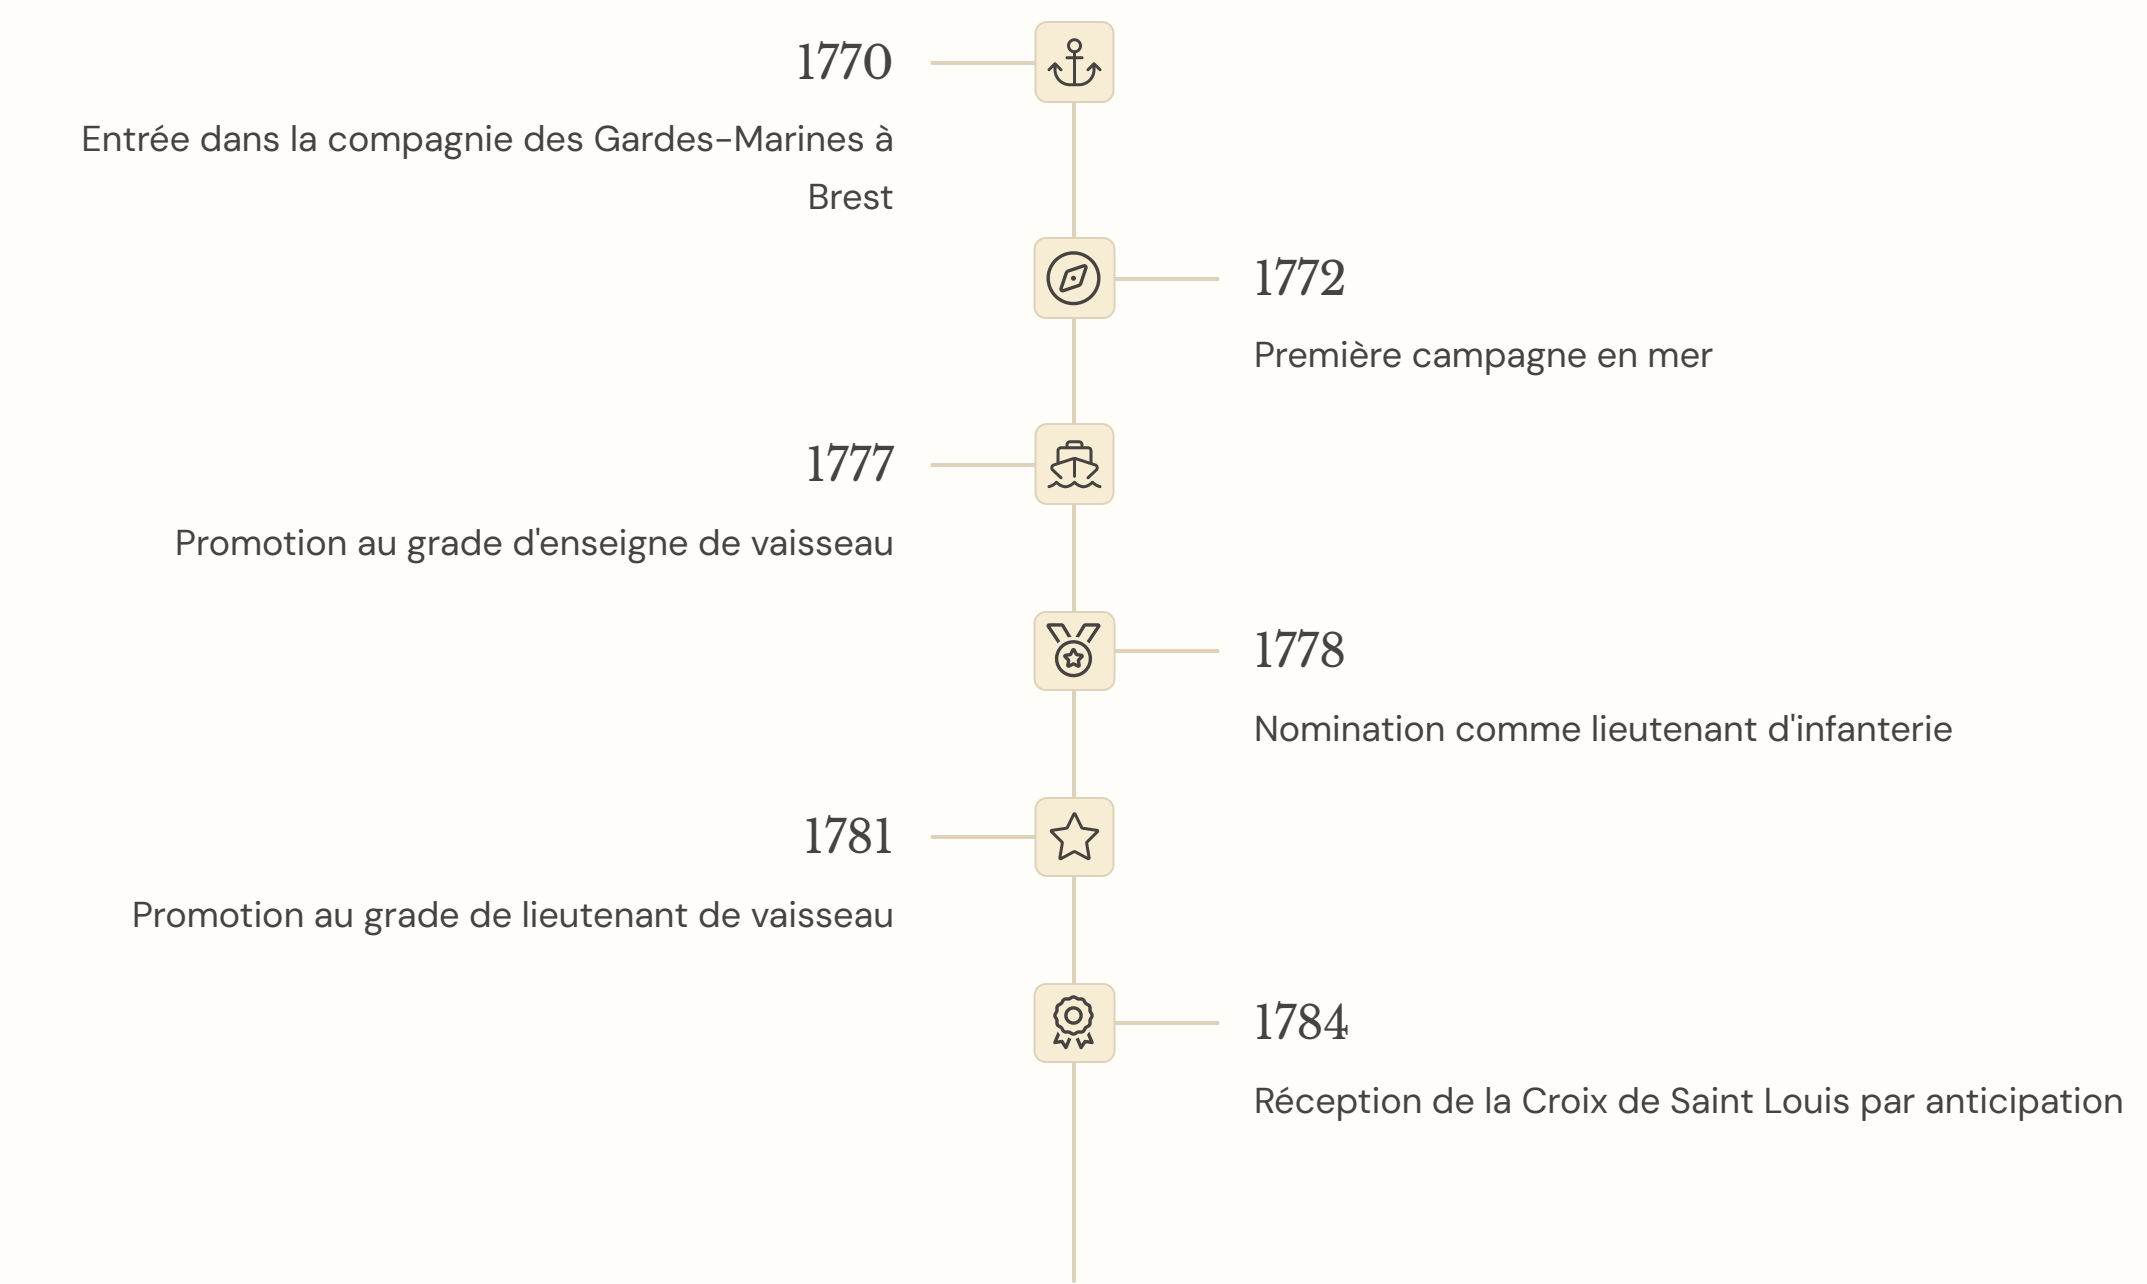 1770
Entrée dans la compagnie des Gardes-Marines à
Brest
1772
Première campagne en mer
1777
Promotion au grade d'enseigne de vaisseau
1778
Nomination comme lieutenant d'infanterie
1781
Promotion au grade de lieutenant de vaisseau
1784
Réception de la Croix de Saint Louis par anticipation